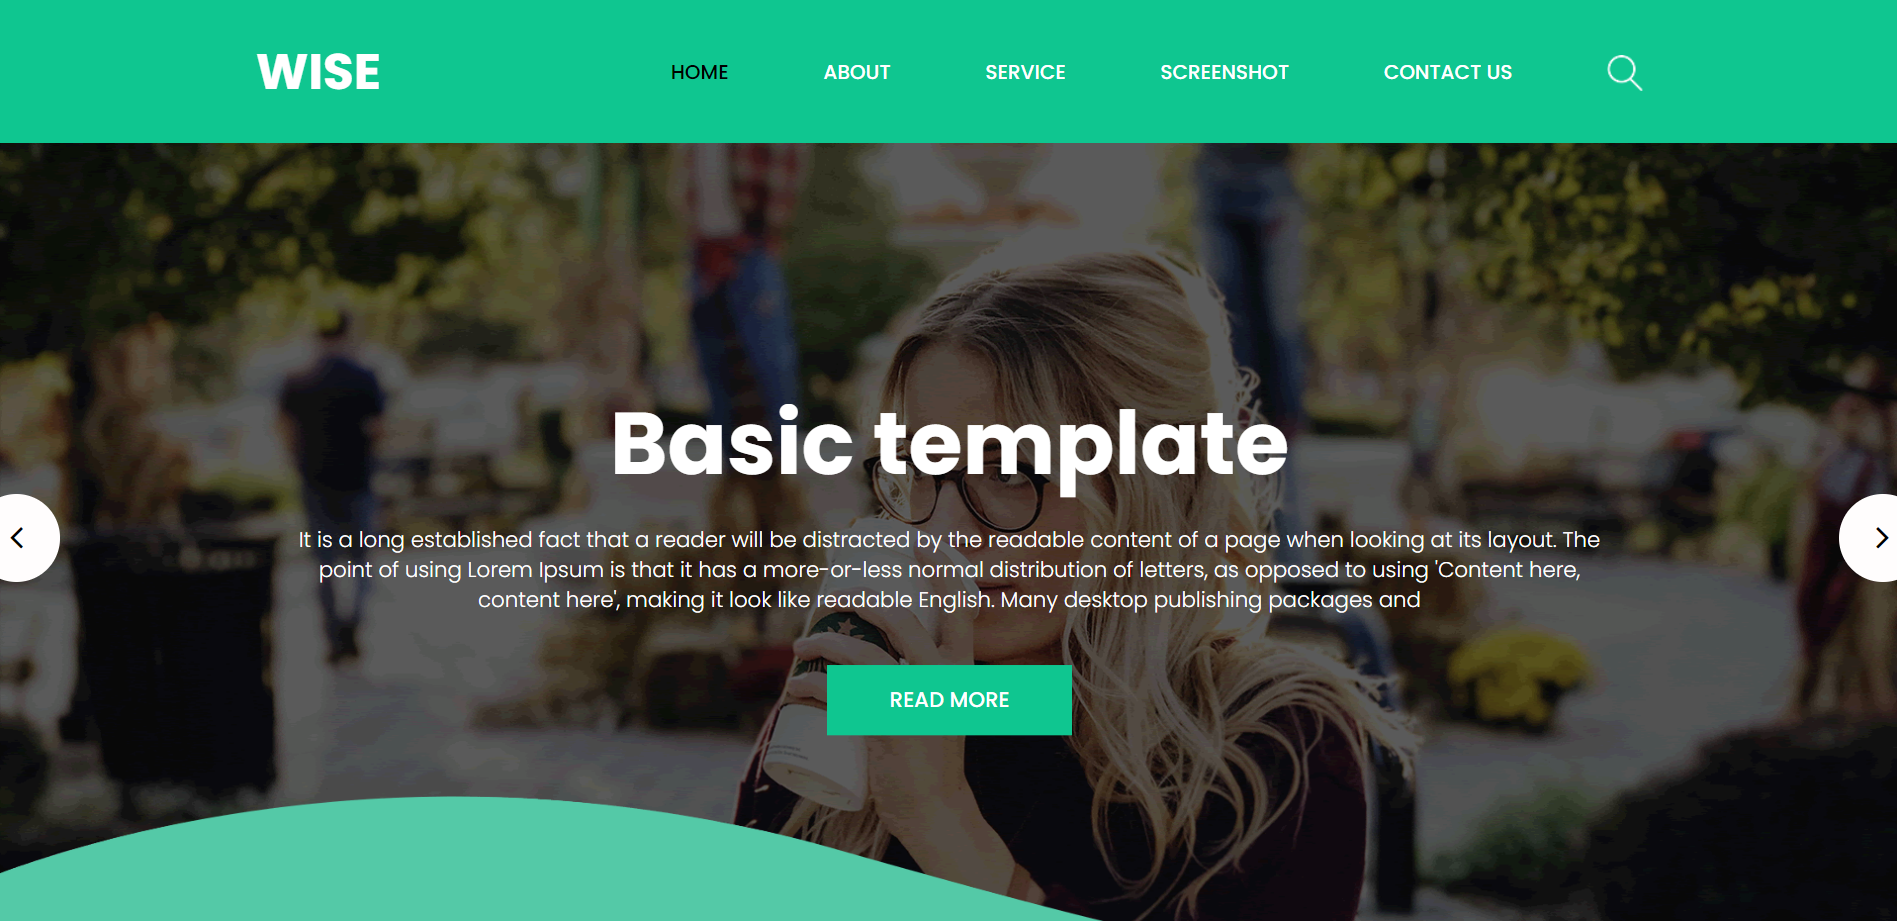 WISE
HOME ABOUT SERVICE SCREENSHOT CONTACT US
Basic template
It is a long established fact that a reader will be distracted by the readable content of a page when looking at its layout. The
point of using Lorem Ipsum is that it has a more-or-less normal distribution of letters, as opposed to using 'Content here,
content here', making it look like readable English. Many desktop publishing packages and
READ MORE